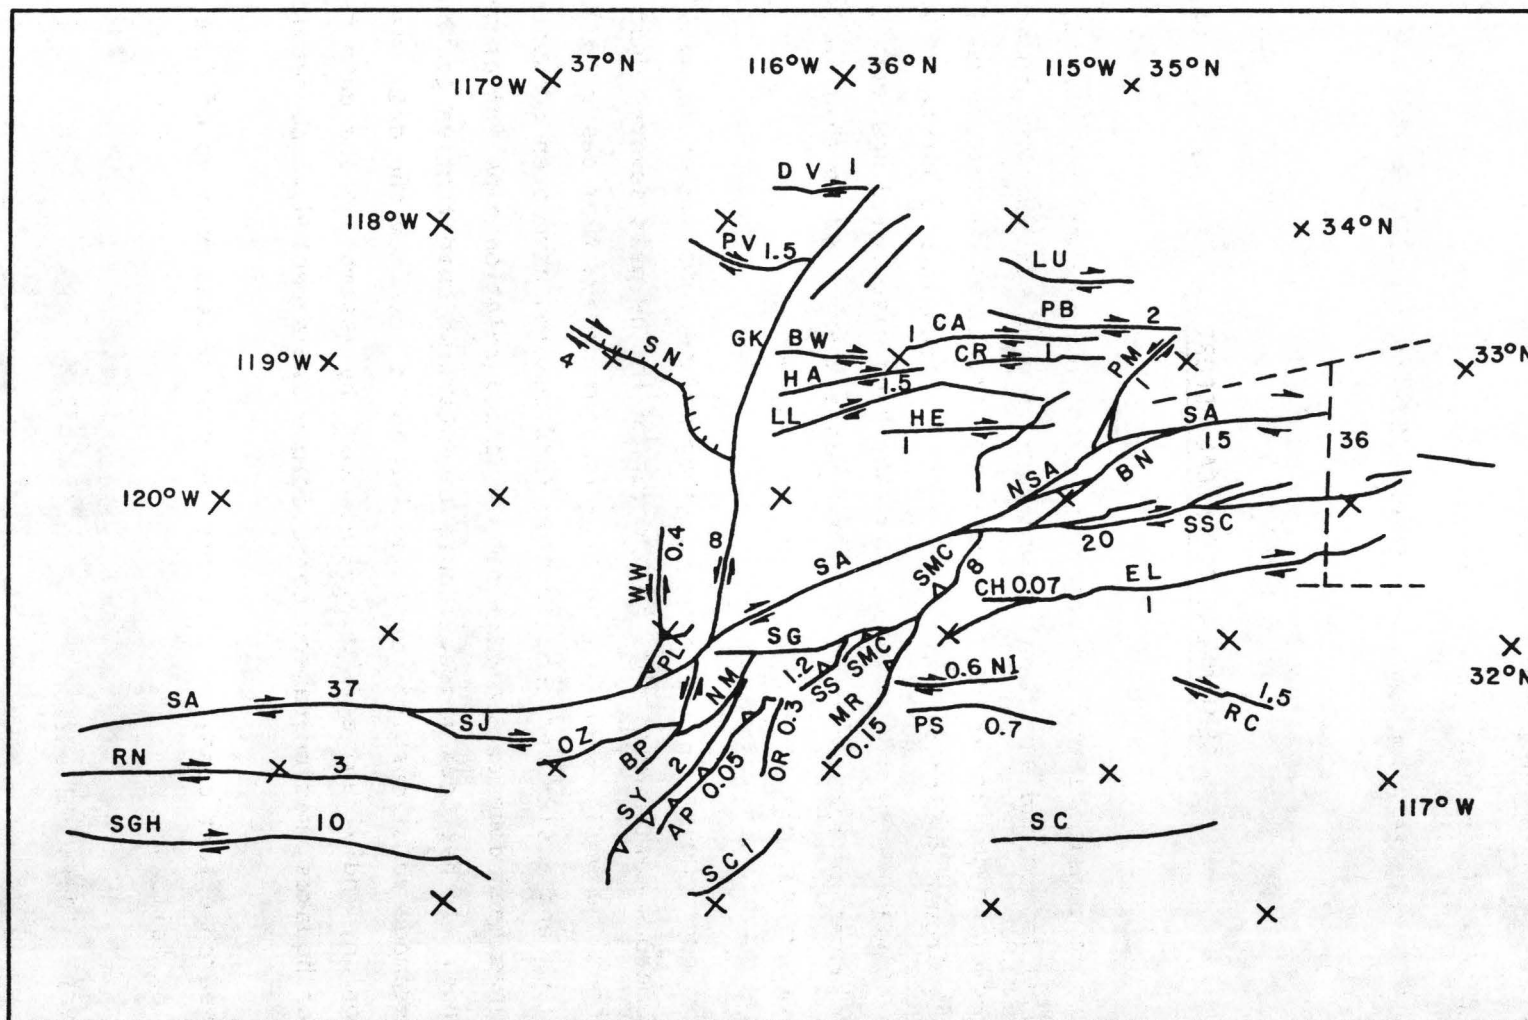 117°W
37°N
116°W
36°N
115°W
35°N
DV
1
118°W
PV
1.5
34°N
LU
PB
2
SN
4
GK
BW
1
CA
CR
1
PM
1
119°W
33°N
HA
1.5
LL
HE
1
SA
15
36
BN
NSA
120°W
0.4
WW
8
SA
SMC
8
20
SSC
CH 0.07
EL
1
PL
SG
1.2
SS
SMC
MR
0.15
0.6 NI
PS
0.7
1.5
RC
32°N
SA
37
SJ
NM
OZ
BP
2
SY
AP
0.05
OR
0.3
RN
3
SGH
10
SCI
SC
117°W